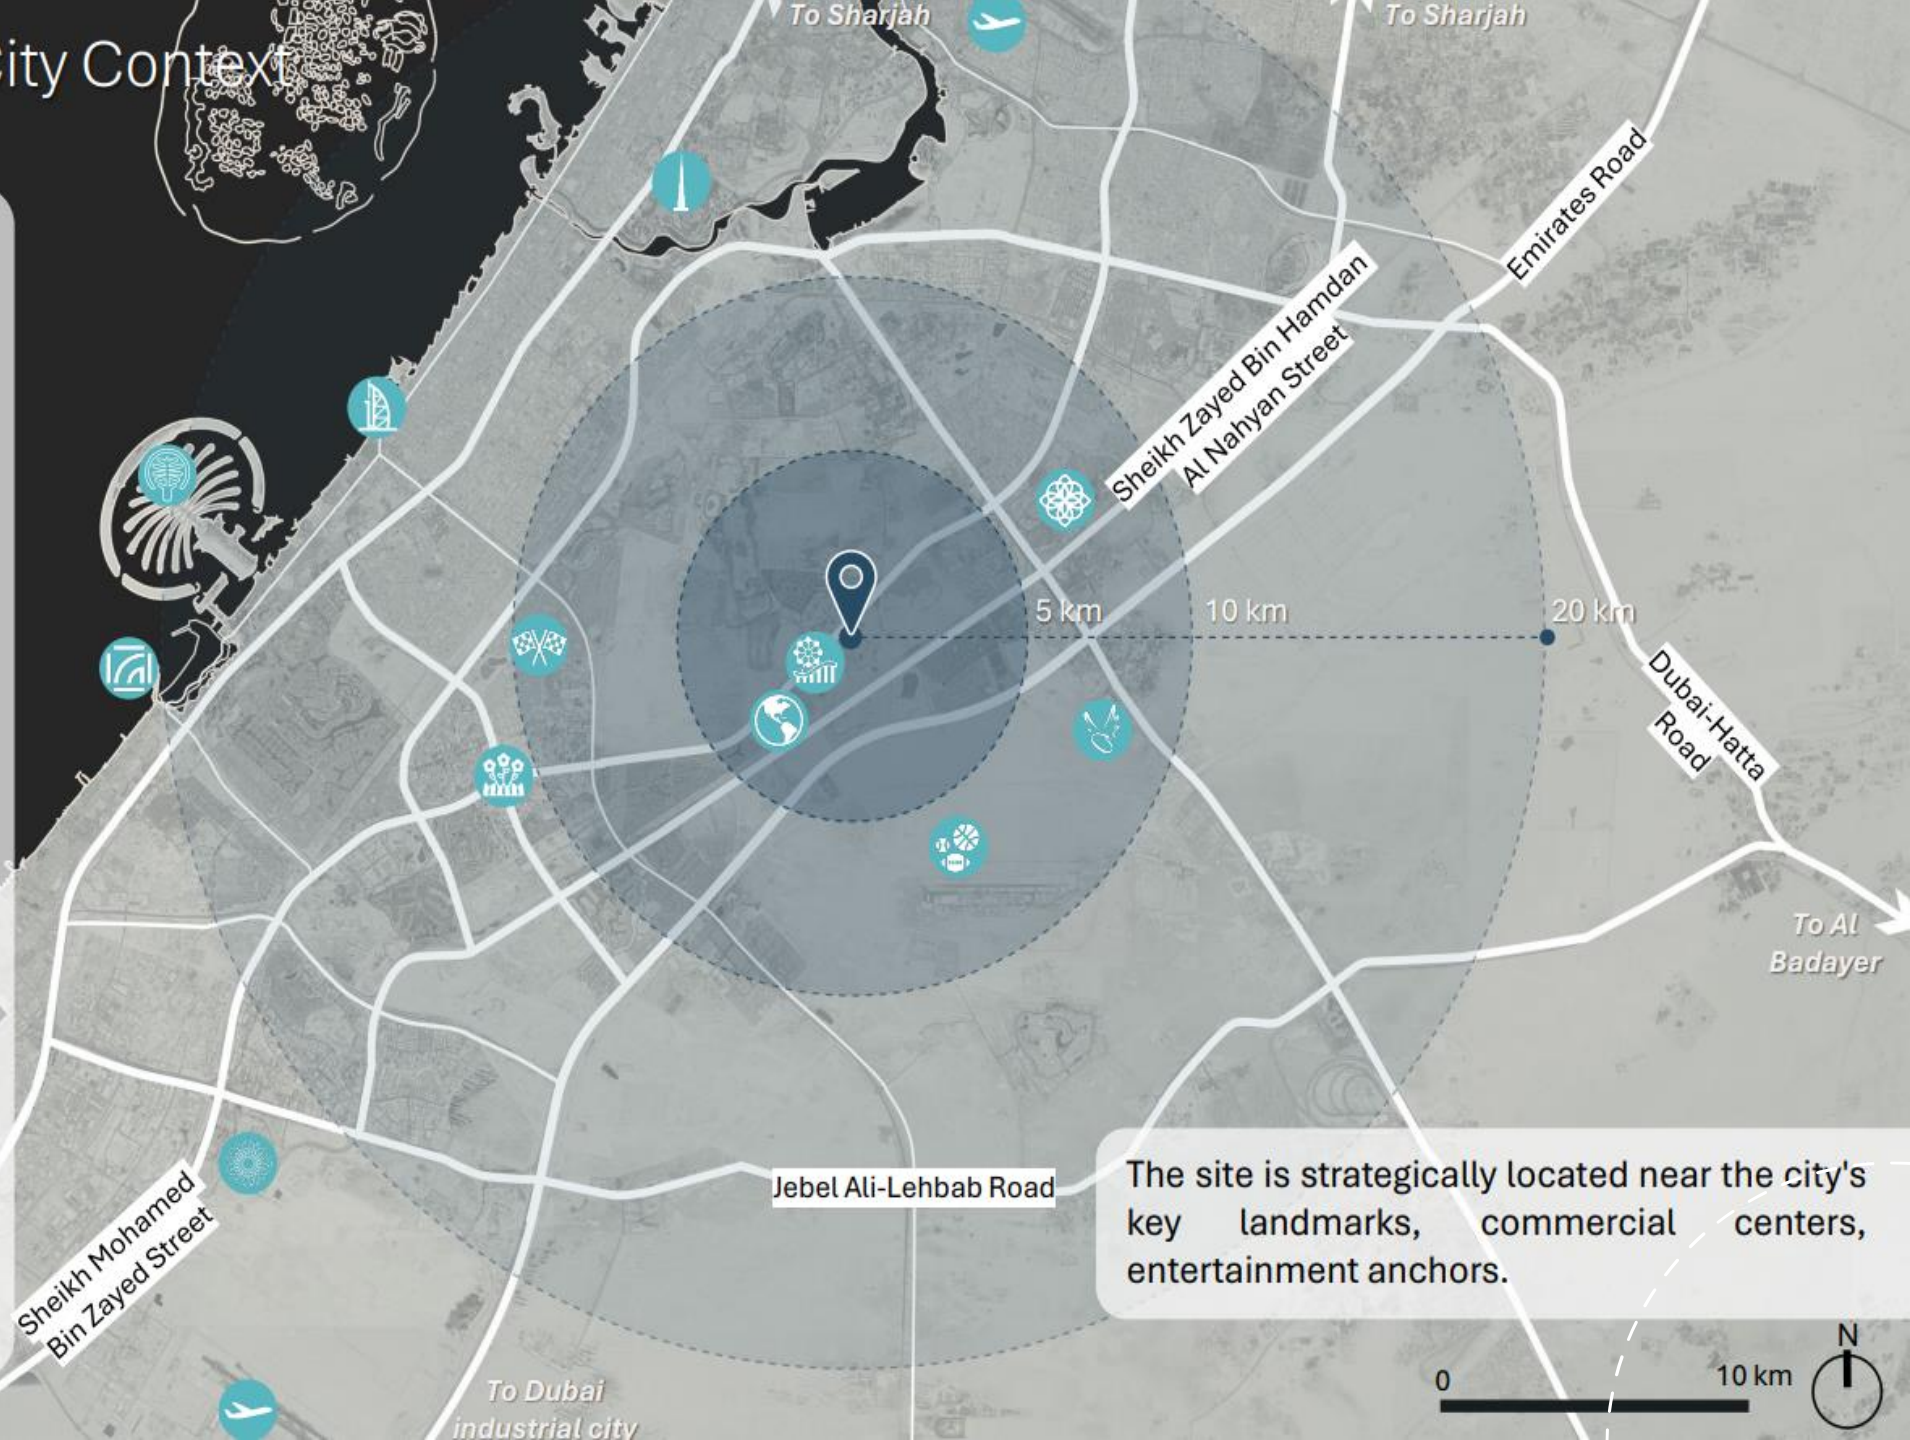 City Context
To Sharjah
To Sharjah
Emirates Road
Sheikh Zayed Bin Hamdan
Al Nahyan Street
5 km
10 km
20 km
Dubai-Hatta
Road
To Al
Badayer
Jebel Ali-Lehbab Road
The site is strategically located near the city's
key landmarks, commercial centers,
entertainment anchors.
Sheikh Mohamed
Bin Zayed Street
To Dubai
industrial city
0
10 km
N